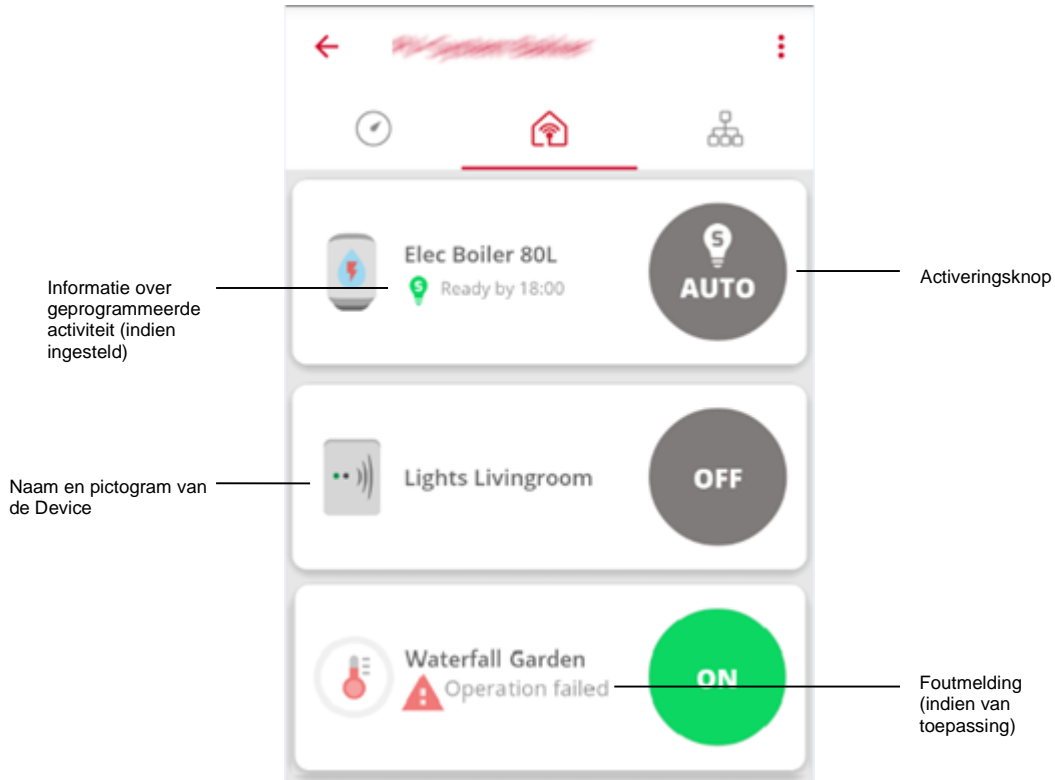 Elec Boiler 80L
S
Ready by 18:00
S
AUTO
Informatie over
geprogrammeerde
activiteit (indien
ingesteld)
Activeringsknop
Lights Livingroom
OFF
Naam en pictogram van
de Device
Waterfall Garden
Operation failed
ON
Foutmelding
(indien van
toepassing)